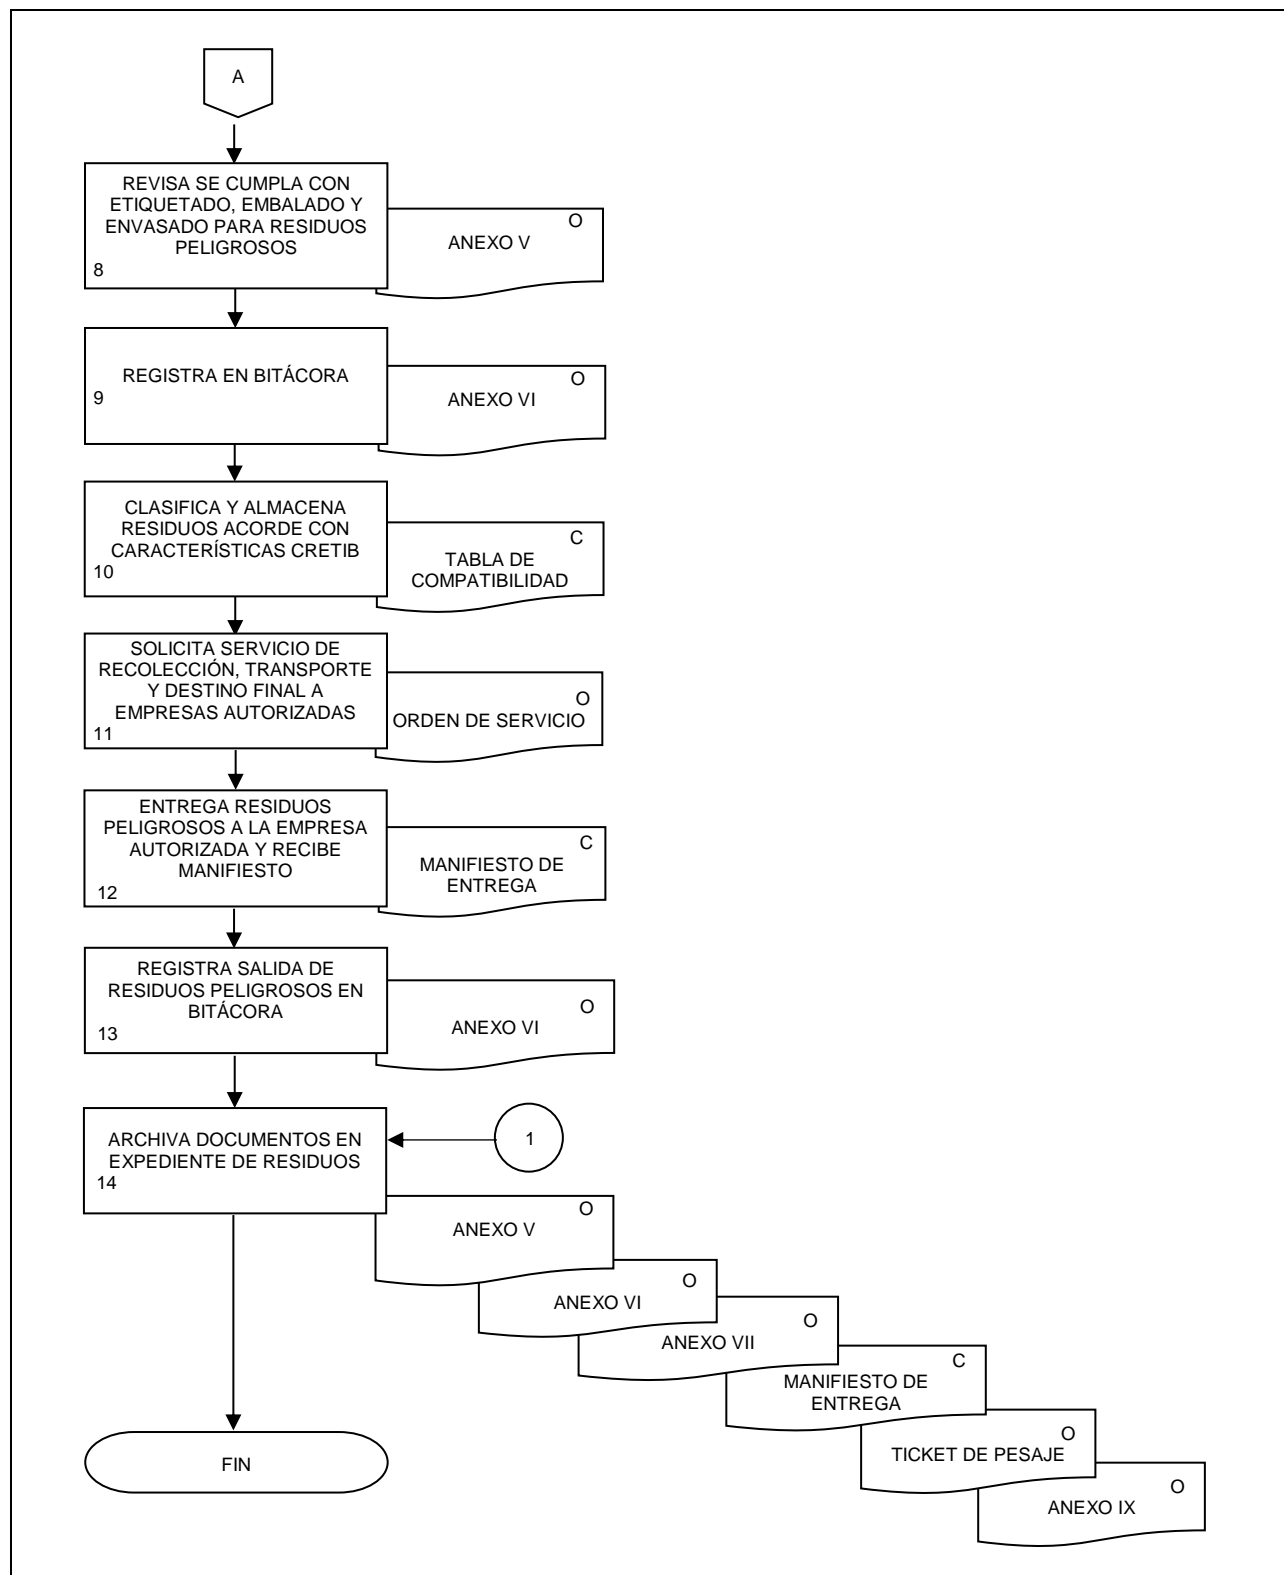 A
REVISA SE CUMPLA CON
ETIQUETADO, EMBALADO Y
ENVASADO PARA RESIDUOS
PELIGROSOS
8
O
ANEXO V
REGISTRA EN BITÁCORA
9
O
ANEXO VI
CLASIFICA Y ALMACENA
RESIDUOS ACORDE CON
CARACTERÍSTICAS CRETIB
10
C
TABLA DE
COMPATIBILIDAD
SOLICITA SERVICIO DE
RECOLECCIÓN, TRANSPORTE
Y DESTINO FINAL A
EMPRESAS AUTORIZADAS
11
O
ORDEN DE SERVICIO
ENTREGA RESIDUOS
PELIGROSOS A LA EMPRESA
AUTORIZADA Y RECIBE
MANIFIESTO
12
C
MANIFIESTO DE
ENTREGA
REGISTRA SALIDA DE
RESIDUOS PELIGROSOS EN
BITÁCORA
13
O
ANEXO VI
ARCHIVA DOCUMENTOS EN
EXPEDIENTE DE RESIDUOS
14
1
O
ANEXO V
O
ANEXO VI
O
ANEXO VII
C
MANIFIESTO DE
ENTREGA
O
TICKET DE PESAJE
O
ANEXO IX
FIN